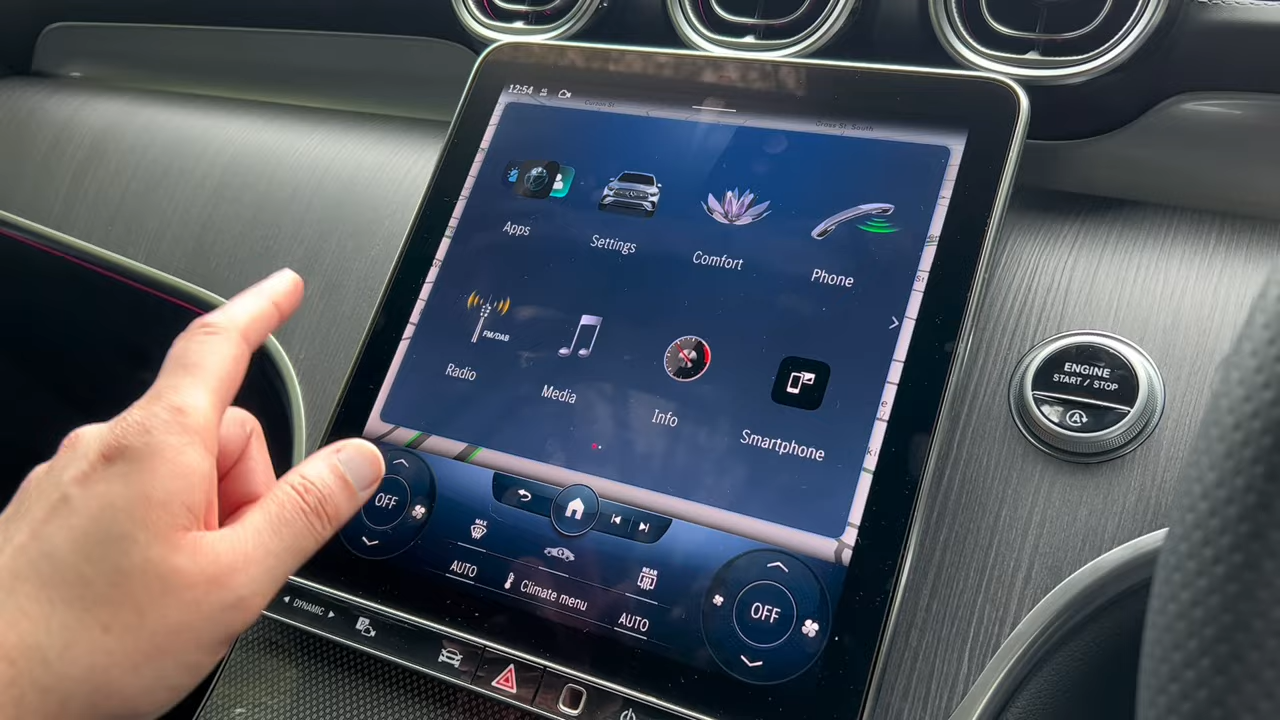 12:54
Curzon St
Cross St. South
Apps
Settings
Comfort
Phone
FM/DAB
Radio
Media
Info
Smartphone
ENGINE
START / STOP
A
OFF
MAX
REAR
AUTO
Climate menu
AUTO
OFF
DYNAMIC